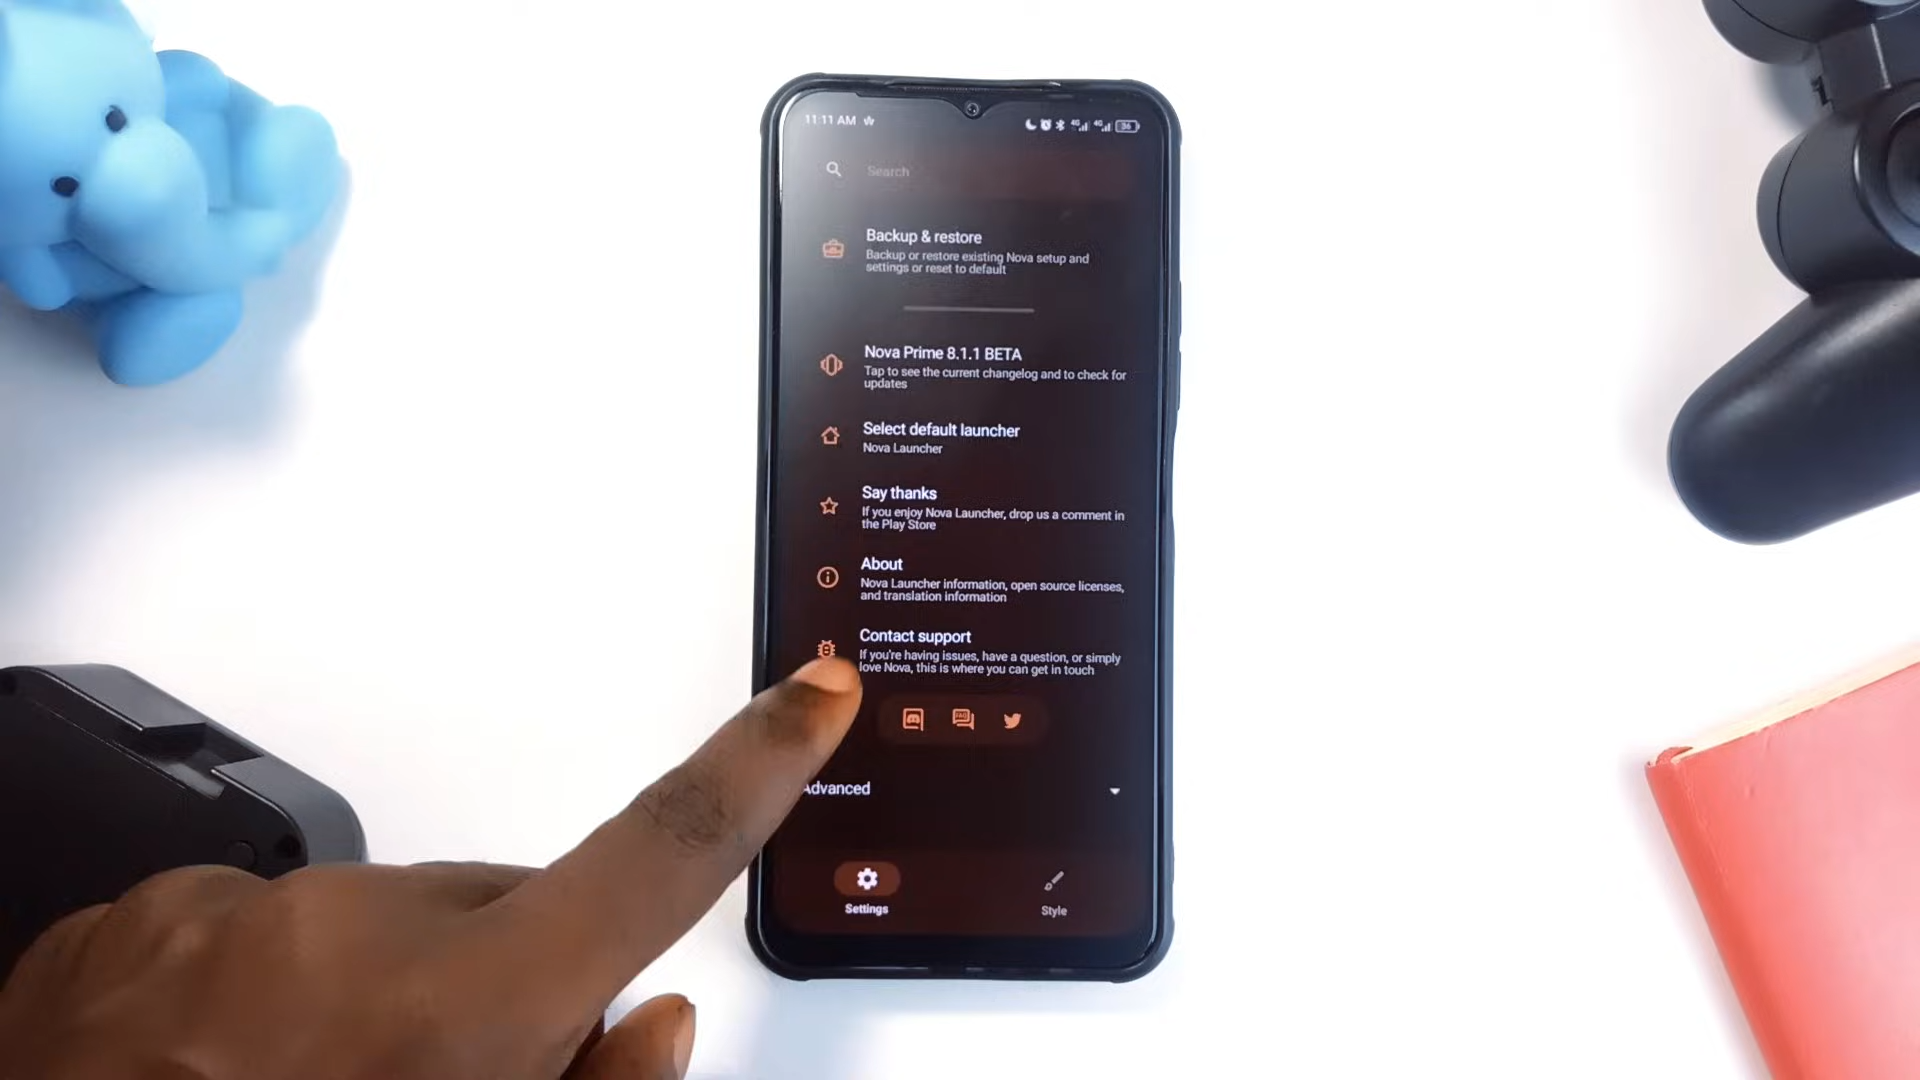 11:11 AM
4G 4G 36
Search
Backup & restore
Backup or restore existing Nova setup and
settings or reset to default
Nova Prime 8.1.1 BETA
Tap to see the current changelog and to check for
updates
Select default launcher
Nova Launcher
Say thanks
If you enjoy Nova Launcher, drop us a comment in
the Play Store
About
Nova Launcher information, open source licenses,
and translation information
Contact support
If you're having issues, have a question, or simply
love Nova, this is where you can get in touch
FAQ
Advanced
Settings
Style